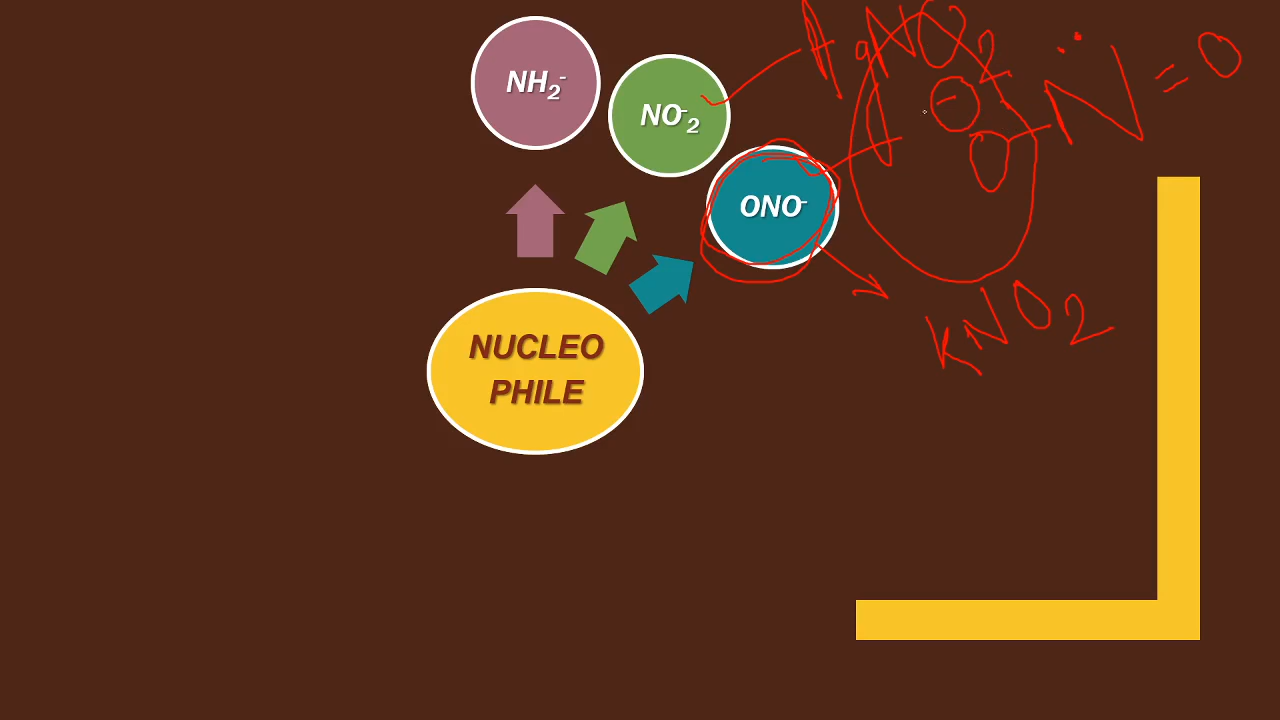 NH₂⁻
NO⁻₂
AgNO₂
⊖O–N̈=O
ONO⁻
KNO₂
NUCLEO
PHILE